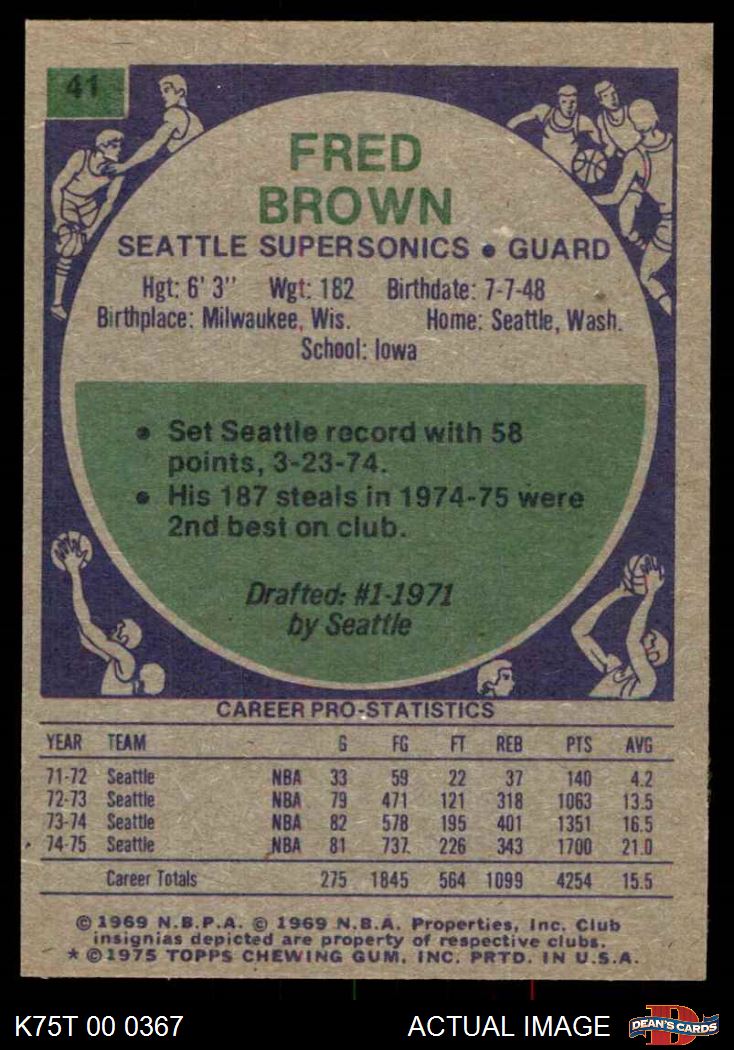 41
FRED
BROWN
SEATTLE SUPERSONICS • GUARD
Hgt: 6' 3" Wgt: 182 Birthdate: 7-7-48
Birthplace: Milwaukee, Wis. Home: Seattle, Wash.
School: Iowa
• Set Seattle record with 58
points, 3-23-74.
• His 187 steals in 1974-75 were
2nd best on club.
Drafted: #1-1971
by Seattle
CAREER PRO-STATISTICS
YEAR TEAM G FG FT REB PTS AVG
71-72 Seattle NBA 33 59 22 37 140 4.2
72-73 Seattle NBA 79 471 121 318 1063 13.5
73-74 Seattle NBA 82 578 195 401 1351 16.5
74-75 Seattle NBA 81 737 226 343 1700 21.0
Career Totals 275 1845 564 1099 4254 15.5
© 1969 N.B.P.A. © 1969 N.B.A. Properties, Inc. Club
insignias depicted are property of respective clubs.
* © 1975 TOPPS CHEWING GUM, INC. PRTD. IN U.S.A.
K75T 00 0367 ACTUAL IMAGE D DEAN'S CARDS